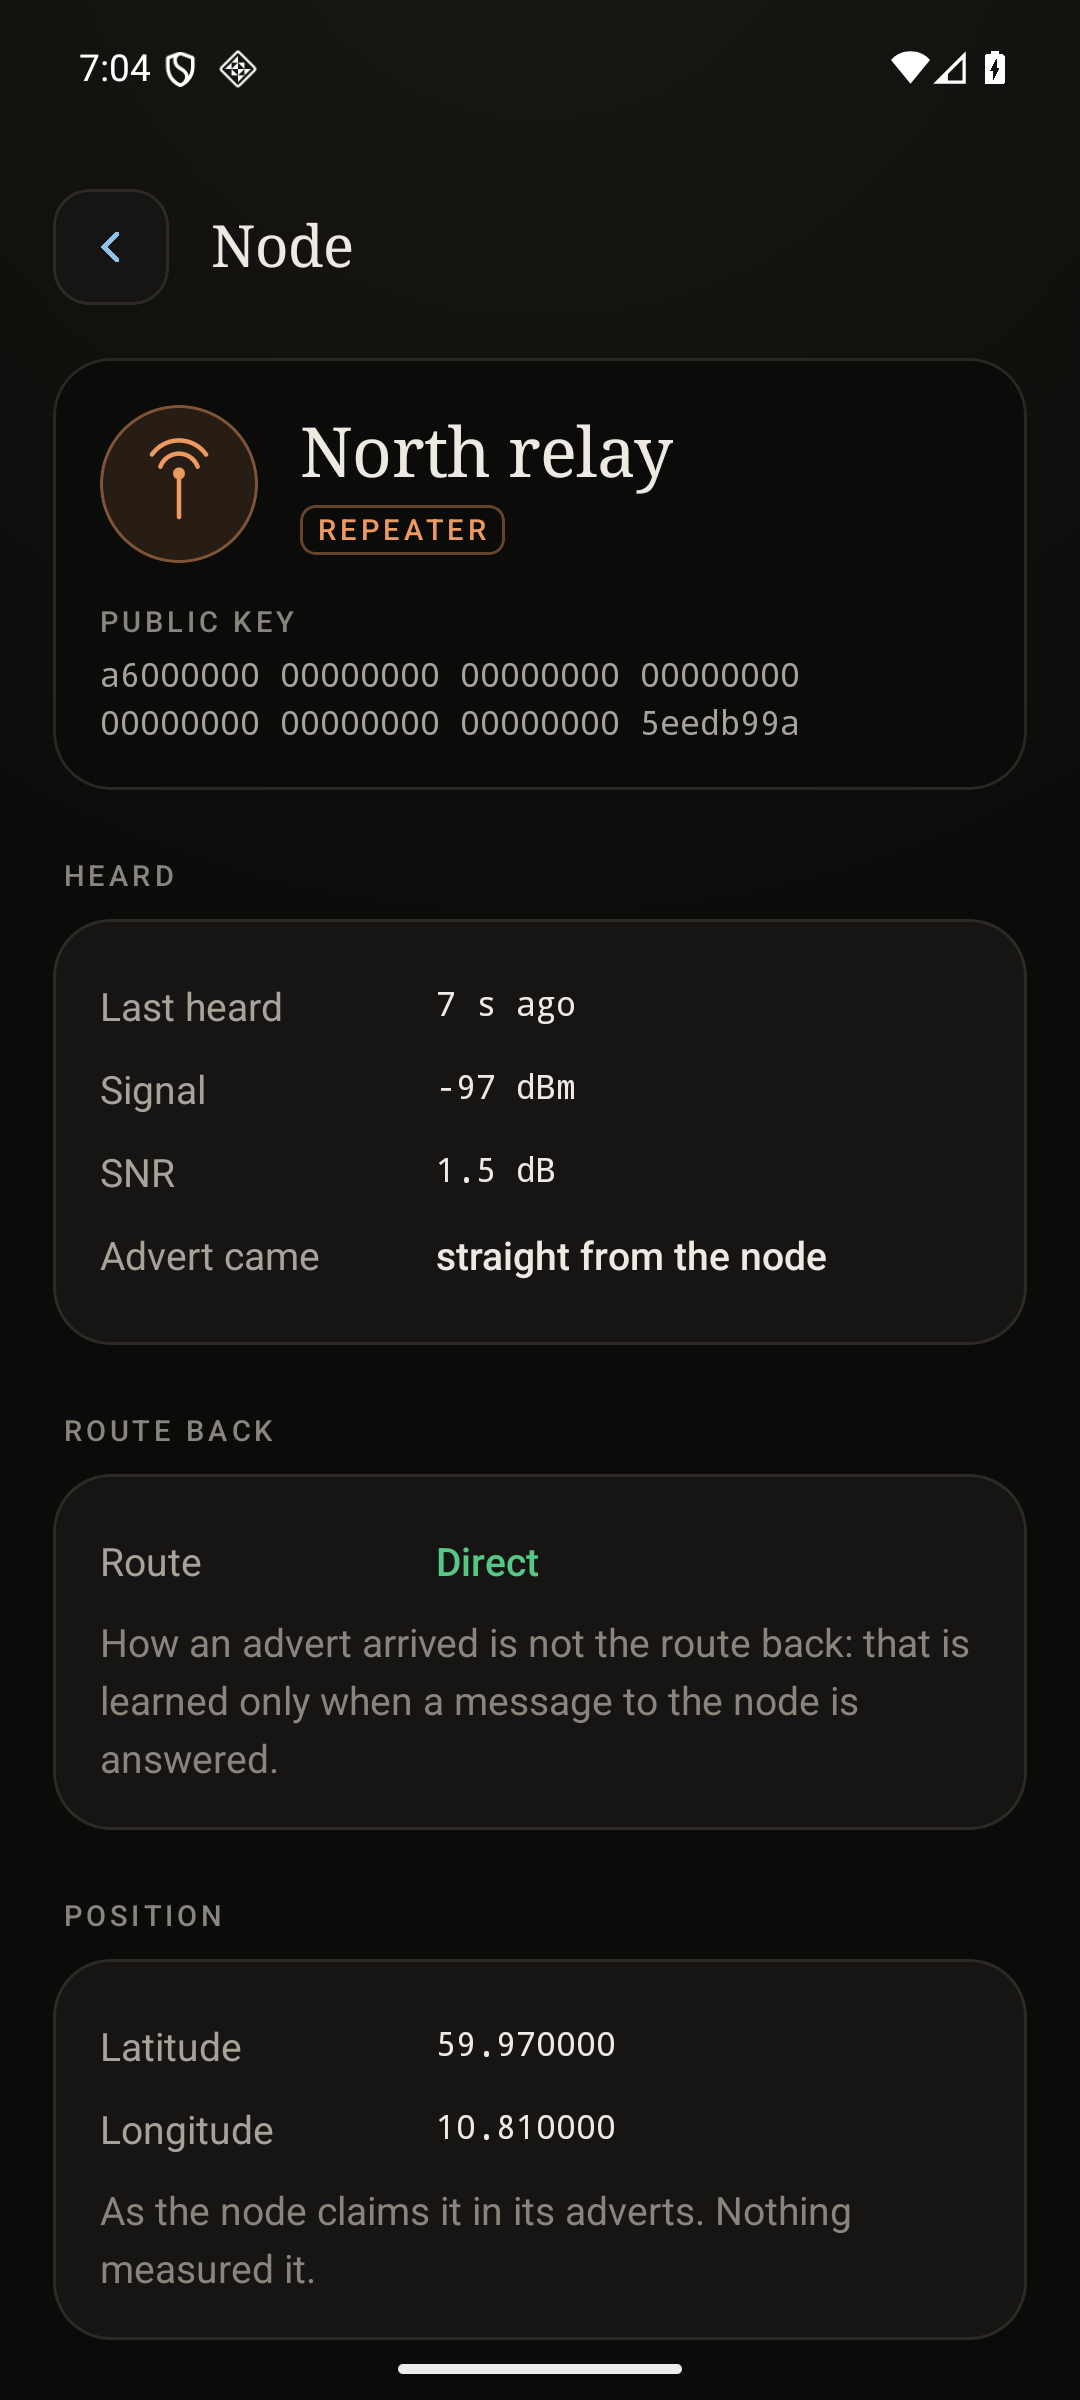 7:04
Node
North relay
REPEATER
PUBLIC KEY
a6000000 00000000 00000000 00000000
00000000 00000000 00000000 5eedb99a
HEARD
Last heard 7 s ago
Signal -97 dBm
SNR 1.5 dB
Advert came straight from the node
ROUTE BACK
Route Direct
How an advert arrived is not the route back: that is
learned only when a message to the node is
answered.
POSITION
Latitude 59.970000
Longitude 10.810000
As the node claims it in its adverts. Nothing
measured it.